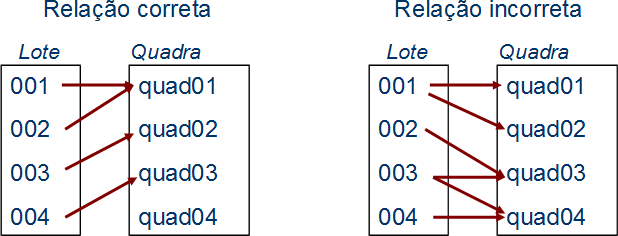 Relação correta
Lote Quadra
001 quad01
002 quad02
003 quad03
004 quad04
Relação incorreta
Lote Quadra
001 quad01
002 quad02
003 quad03
004 quad04